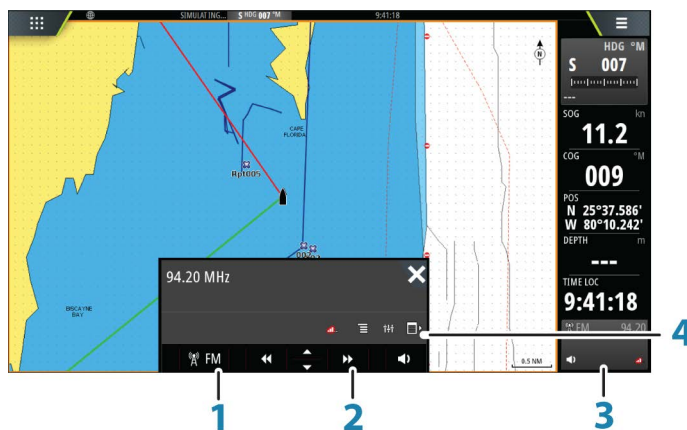 SIMULATING... S HDG 007 °M 9:41:18
HDG °M
S 007
---
SOG kn
11.2
COG °M
009
POS
N 25°37.586'
W 80°10.242'
DEPTH m
---
TIME LOC
9:41:18
FM 94.20
N
CAPE
FLORIDA
Rpt005
BISCAYNE
BAY
94.20 MHz
FM
0.5 NM
1
2
3
4